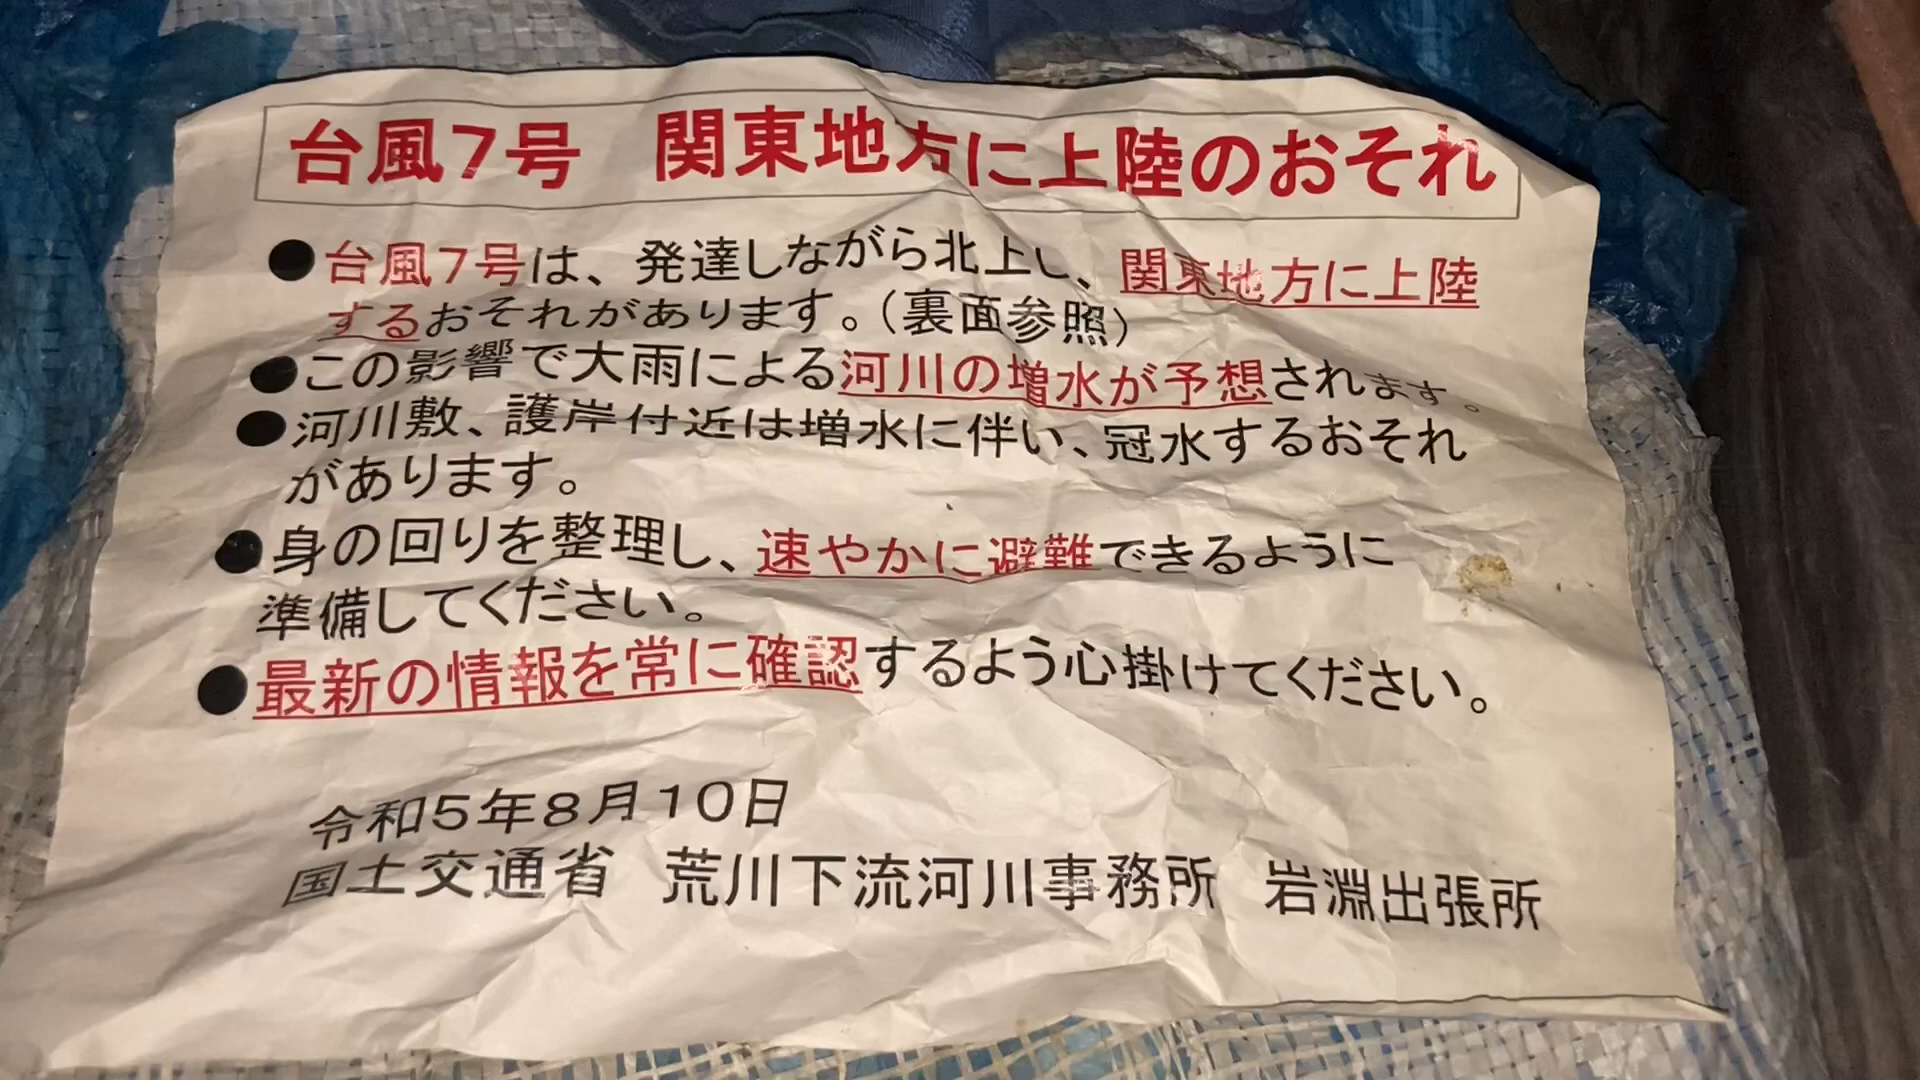 台風7号　関東地方に上陸のおそれ
●台風7号は、発達しながら北上し、関東地方に上陸
するおそれがあります。（裏面参照）
●この影響で大雨による河川の増水が予想されます。
●河川敷、護岸付近は増水に伴い、冠水するおそれ
があります。
●身の回りを整理し、速やかに避難できるように
準備してください。
●最新の情報を常に確認するよう心掛けてください。
令和5年8月10日
国土交通省　荒川下流河川事務所　岩淵出張所